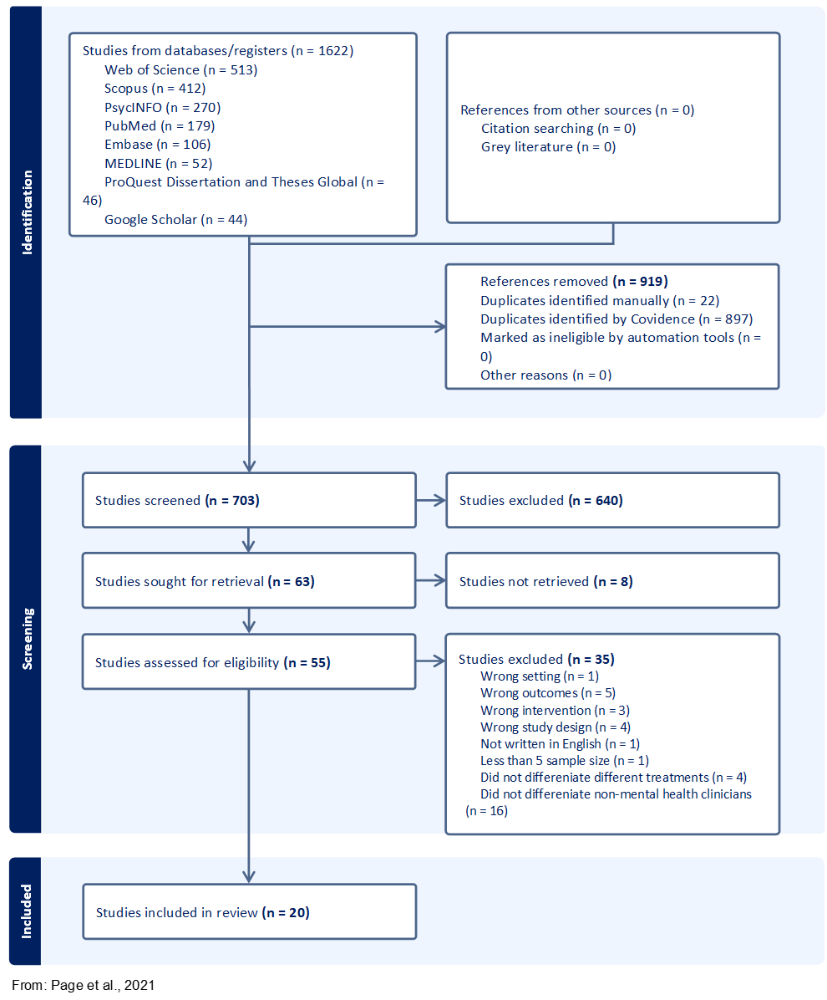 Identification
Studies from databases/registers (n = 1622)
Web of Science (n = 513)
Scopus (n = 412)
PsycINFO (n = 270)
PubMed (n = 179)
Embase (n = 106)
MEDLINE (n = 52)
ProQuest Dissertation and Theses Global (n =
46)
Google Scholar (n = 44)
References from other sources (n = 0)
Citation searching (n = 0)
Grey literature (n = 0)
References removed (n = 919)
Duplicates identified manually (n = 22)
Duplicates identified by Covidence (n = 897)
Marked as ineligible by automation tools (n =
0)
Other reasons (n = 0)
Screening
Studies screened (n = 703)
Studies excluded (n = 640)
Studies sought for retrieval (n = 63)
Studies not retrieved (n = 8)
Studies assessed for eligibility (n = 55)
Studies excluded (n = 35)
Wrong setting (n = 1)
Wrong outcomes (n = 5)
Wrong intervention (n = 3)
Wrong study design (n = 4)
Not written in English (n = 1)
Less than 5 sample size (n = 1)
Did not differeniate different treatments (n = 4)
Did not differeniate non-mental health clinicians
(n = 16)
Included
Studies included in review (n = 20)
From: Page et al., 2021